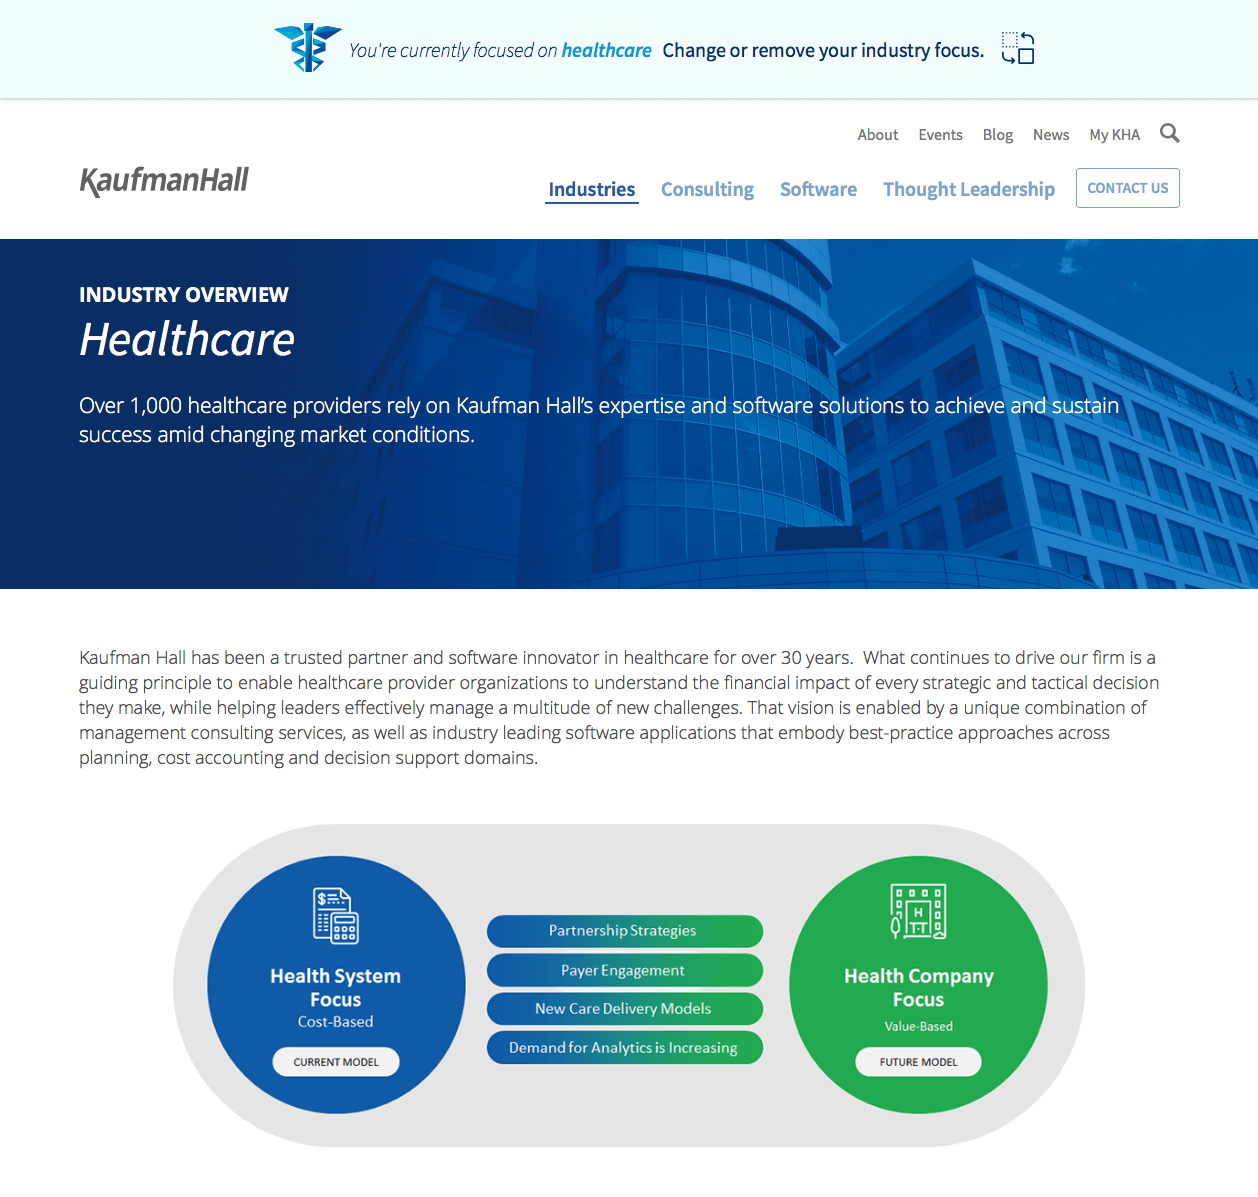 You're currently focused on healthcare Change or remove your industry focus.
About Events Blog News My KHA
KaufmanHall
Industries Consulting Software Thought Leadership CONTACT US
INDUSTRY OVERVIEW
Healthcare
Over 1,000 healthcare providers rely on Kaufman Hall’s expertise and software solutions to achieve and sustain
success amid changing market conditions.
Kaufman Hall has been a trusted partner and software innovator in healthcare for over 30 years.  What continues to drive our firm is a
guiding principle to enable healthcare provider organizations to understand the financial impact of every strategic and tactical decision
they make, while helping leaders effectively manage a multitude of new challenges. That vision is enabled by a unique combination of
management consulting services, as well as industry leading software applications that embody best-practice approaches across
planning, cost accounting and decision support domains.
Health System
Focus
Cost-Based
CURRENT MODEL
Partnership Strategies
Payer Engagement
New Care Delivery Models
Demand for Analytics is Increasing
H
Health Company
Focus
Value-Based
FUTURE MODEL